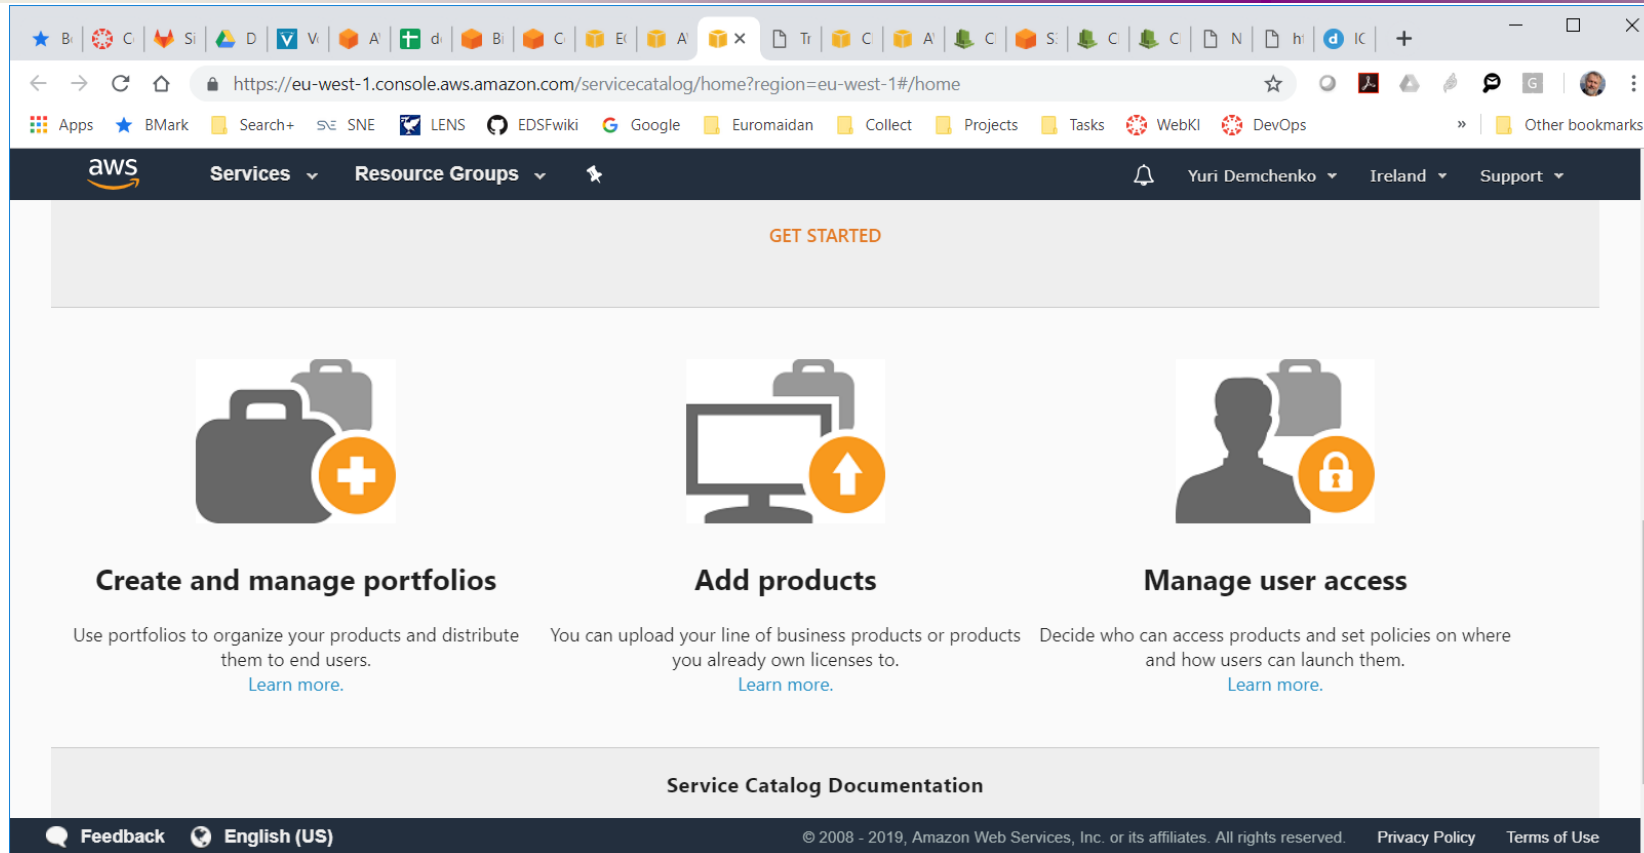 B
C
Si
D
V
A
d
Bi
C
E
A
Tr
C
A
C
S
C
C
N
h
IC
https://eu-west-1.console.aws.amazon.com/servicecatalog/home?region=eu-west-1#/home
G
Apps BMark Search+ SNE SNE LENS EDSFwiki G Google Euromaidan Collect Projects Tasks WebKI DevOps » Other bookmarks
aws Services Resource Groups Yuri Demchenko Ireland Support
GET STARTED
Create and manage portfolios
Use portfolios to organize your products and distribute
them to end users.
Learn more.
Add products
You can upload your line of business products or products
you already own licenses to.
Learn more.
Manage user access
Decide who can access products and set policies on where
and how users can launch them.
Learn more.
Service Catalog Documentation
Feedback English (US) © 2008 - 2019, Amazon Web Services, Inc. or its affiliates. All rights reserved. Privacy Policy Terms of Use